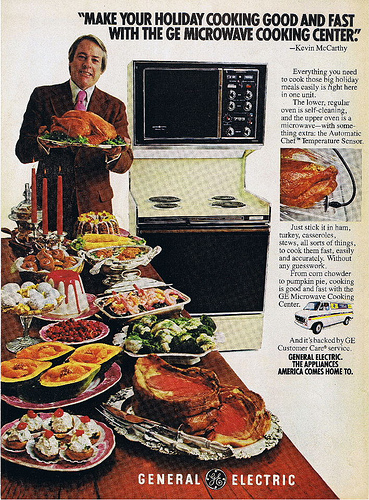 "MAKE YOUR HOLIDAY COOKING GOOD AND FAST
WITH THE GE MICROWAVE COOKING CENTER."
—Kevin McCarthy
Everything you need
to cook those big holiday
meals easily is right here
in one unit.
The lower, regular
oven is self-cleaning,
and the upper oven is a
microwave—with some-
thing extra: the Automatic
Chef™ Temperature Sensor.
Just stick it in ham,
turkey, casseroles,
stews, all sorts of things,
to cook them fast, easily
and accurately. Without
any guesswork.
From corn chowder
to pumpkin pie, cooking
is good and fast with the
GE Microwave Cooking
Center.
And it's backed by GE
Customer Care® service.
GENERAL ELECTRIC.
THE APPLIANCES
AMERICA COMES HOME TO.
GENERAL GE ELECTRIC